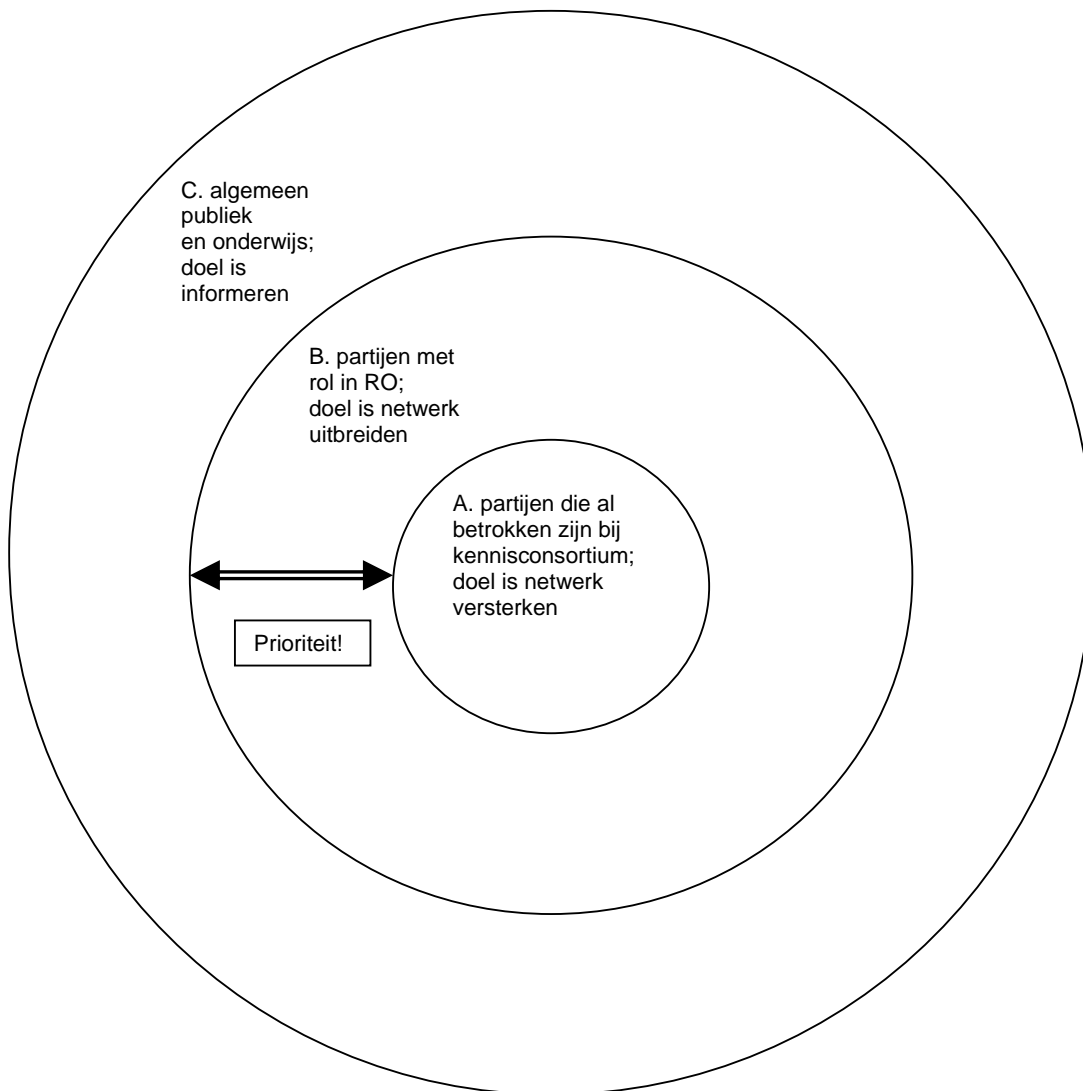 C. algemeen
publiek
en onderwijs;
doel is
informeren
B. partijen met
rol in RO;
doel is netwerk
uitbreiden
A. partijen die al
betrokken zijn bij
kennisconsortium;
doel is netwerk
versterken
Prioriteit!